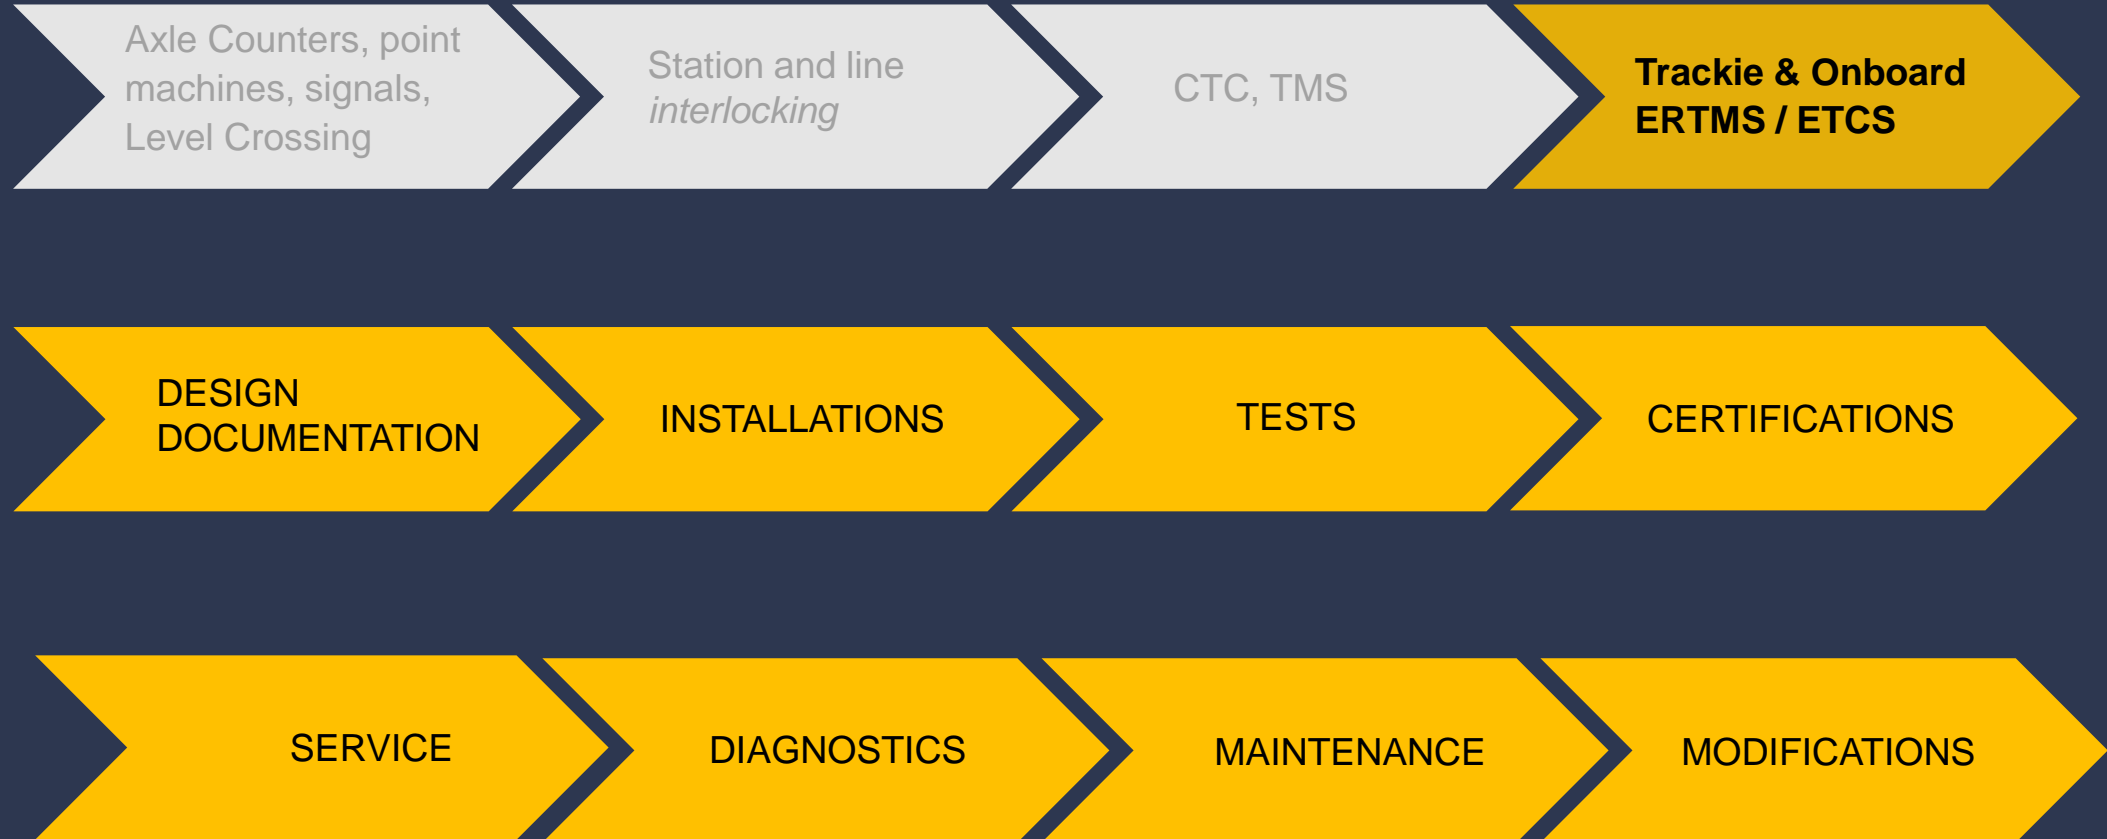 Axle Counters, point
machines, signals,
Level Crossing
Station and line
interlocking
CTC, TMS
Trackie & Onboard
ERTMS / ETCS
DESIGN
DOCUMENTATION
INSTALLATIONS
TESTS
CERTIFICATIONS
SERVICE
DIAGNOSTICS
MAINTENANCE
MODIFICATIONS